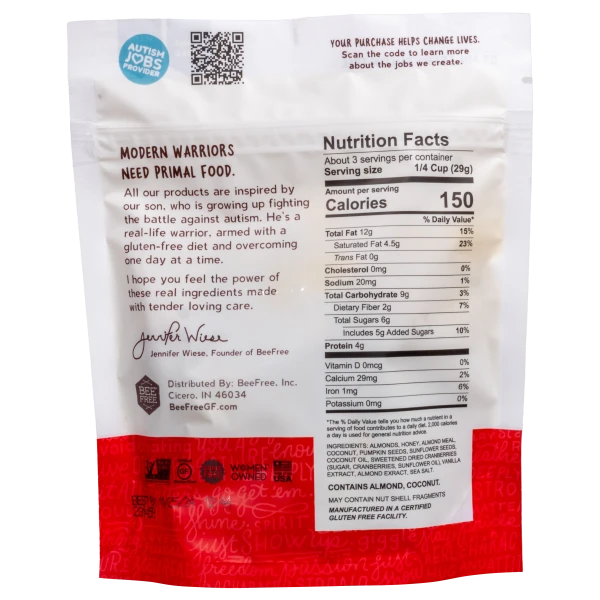 AUTISM
JOBS
PROVIDER
YOUR PURCHASE HELPS CHANGE LIVES.
Scan the code to learn more
about the jobs we create.
MODERN WARRIORS
NEED PRIMAL FOOD.
All our products are inspired by
our son, who is growing up fighting
the battle against autism. He's a
real-life warrior, armed with a
gluten-free diet and overcoming
one day at a time.
I hope you feel the power of
these real ingredients made
with tender loving care.
Jennifer Wiese
Jennifer Wiese, Founder of BeeFree
BEE
FREE
Distributed By: BeeFree, Inc.
Cicero, IN 46034
BeeFreeGF.com
WOMEN
OWNED
Nutrition Facts
About 3 servings per container
Serving size 1/4 Cup (29g)
Amount per serving
Calories 150
% Daily Value*
Total Fat 12g 15%
Saturated Fat 4.5g 23%
Trans Fat 0g
Cholesterol 0mg 0%
Sodium 20mg 1%
Total Carbohydrate 9g 3%
Dietary Fiber 2g 7%
Total Sugars 6g
Includes 5g Added Sugars 10%
Protein 4g
Vitamin D 0mcg 0%
Calcium 29mg 2%
Iron 1mg 6%
Potassium 0mg 0%
*The % Daily Value tells you how much a nutrient in a
serving of food contributes to a daily diet. 2,000 calories
a day is used for general nutrition advice.
INGREDIENTS: ALMONDS, HONEY, ALMOND MEAL,
COCONUT, PUMPKIN SEEDS, SUNFLOWER SEEDS,
COCONUT OIL, SWEETENED DRIED CRANBERRIES
(SUGAR, CRANBERRIES, SUNFLOWER OIL), VANILLA
EXTRACT, ALMOND EXTRACT, SEA SALT.
CONTAINS ALMOND, COCONUT.
MAY CONTAIN NUT SHELL FRAGMENTS
MANUFACTURED IN A CERTIFIED
GLUTEN FREE FACILITY.